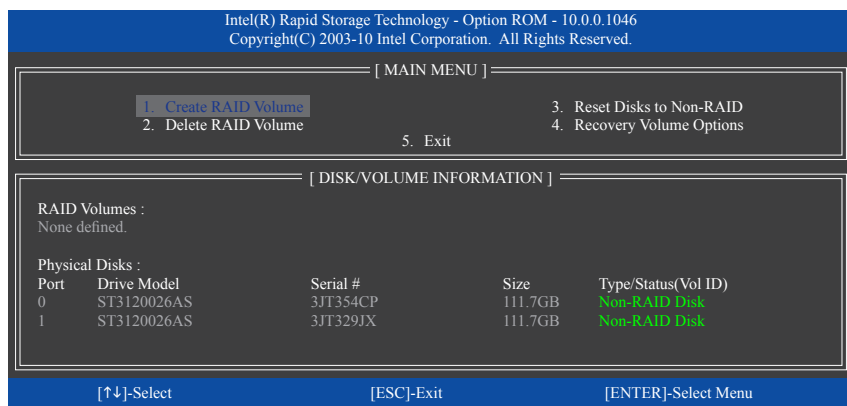 Intel(R) Rapid Storage Technology - Option ROM - 10.0.0.1046
Copyright(C) 2003-10 Intel Corporation. All Rights Reserved.
[ MAIN MENU ]
1. Create RAID Volume 3. Reset Disks to Non-RAID
2. Delete RAID Volume 4. Recovery Volume Options
5. Exit
[ DISK/VOLUME INFORMATION ]
RAID Volumes :
None defined.
Physical Disks :
Port Drive Model Serial # Size Type/Status(Vol ID)
0 ST3120026AS 3JT354CP 111.7GB Non-RAID Disk
1 ST3120026AS 3JT329JX 111.7GB Non-RAID Disk
[↑↓]-Select [ESC]-Exit [ENTER]-Select Menu